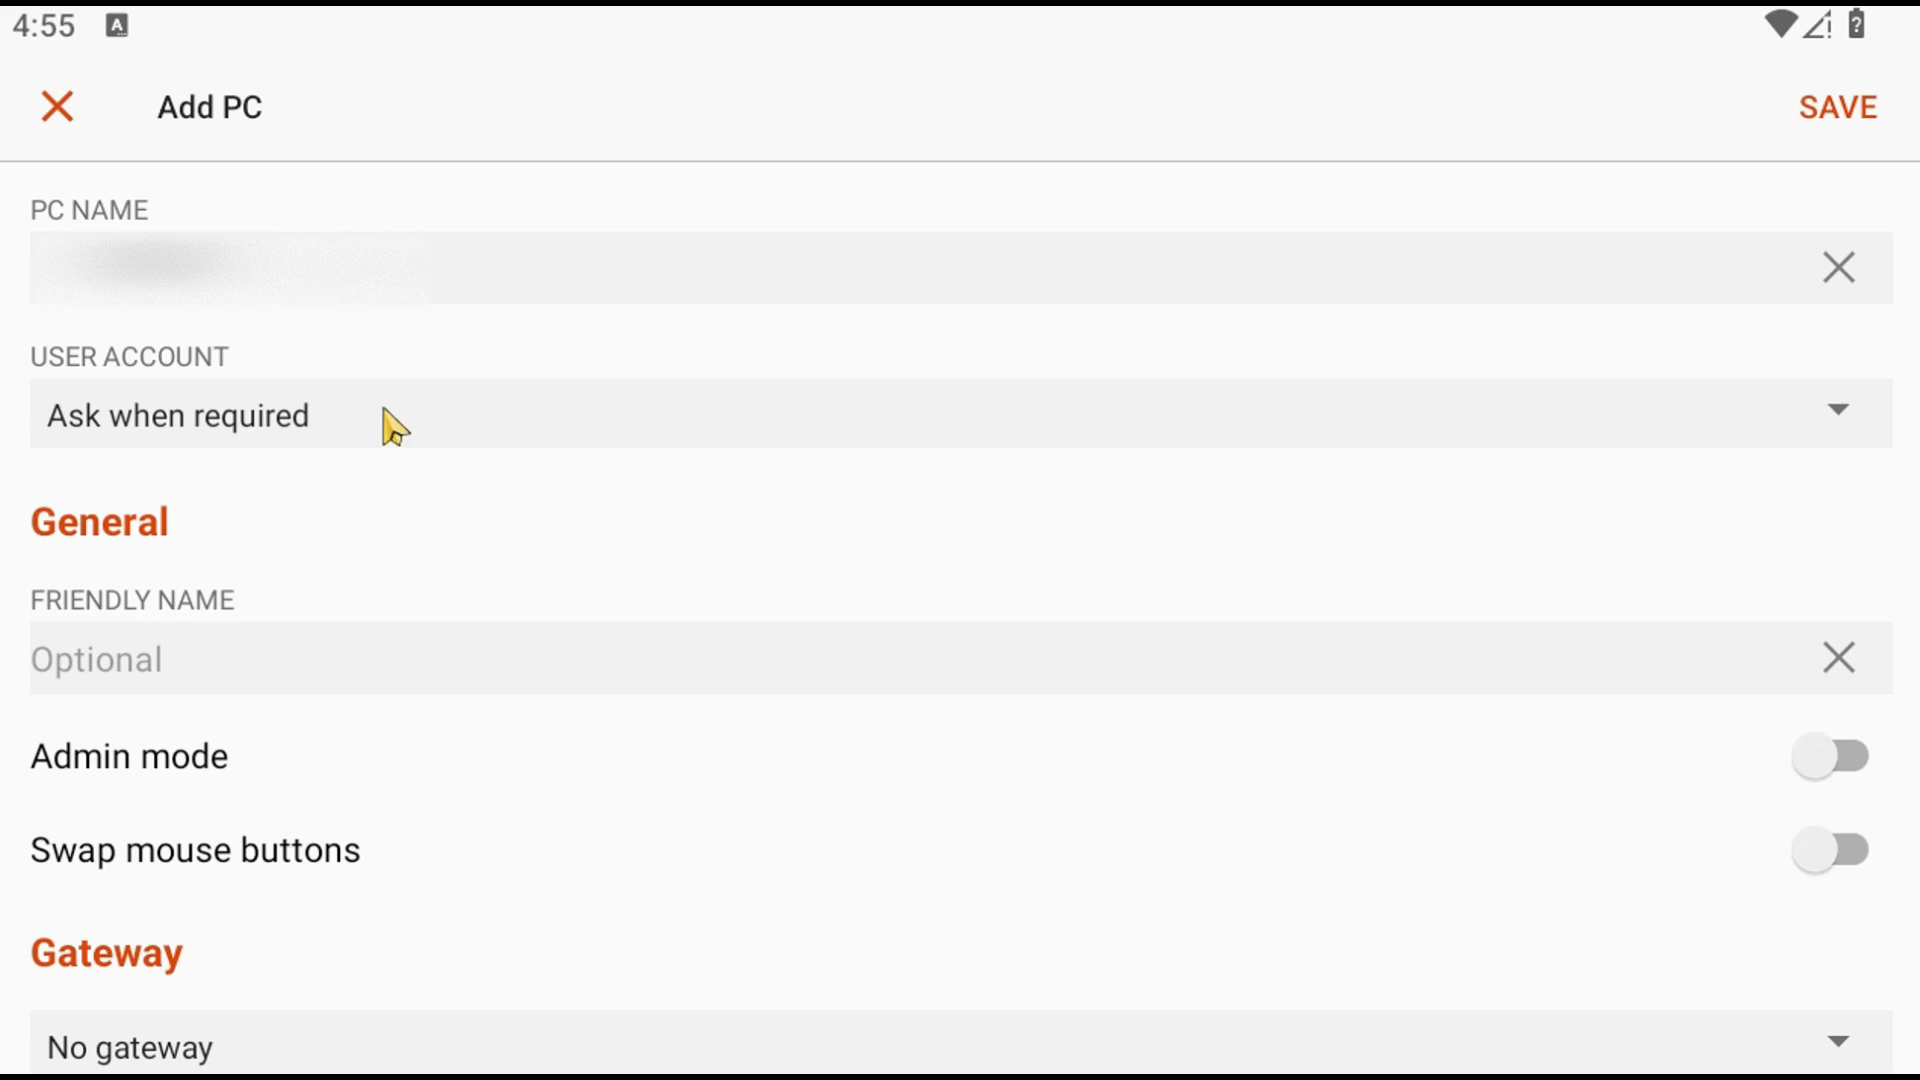 4:55
Add PC
SAVE
PC NAME
USER ACCOUNT
Ask when required
General
FRIENDLY NAME
Optional
Admin mode
Swap mouse buttons
Gateway
No gateway